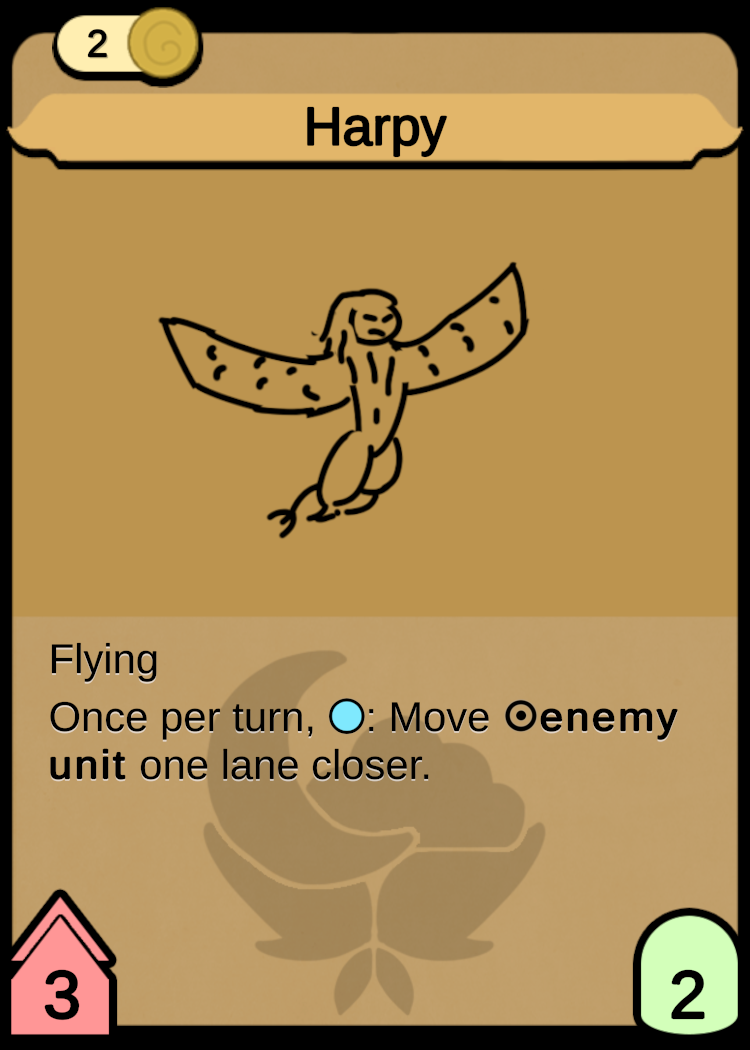 2
Harpy
Flying
Once per turn, : Move ⊙enemy
unit one lane closer.
3
2